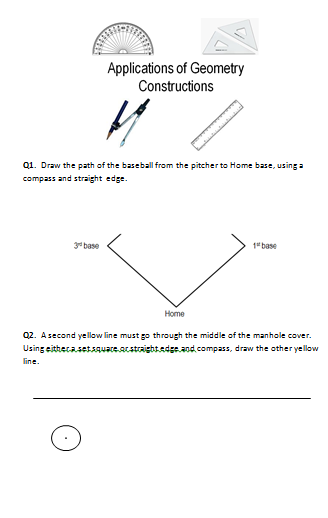 Applications of Geometry
Constructions
Q1. Draw the path of the baseball from the pitcher to Home base, using a
compass and straight edge.
3rd base
1st base
Home
Q2. A second yellow line must go through the middle of the manhole cover.
Using either a set square or straight edge and compass, draw the other yellow
line.